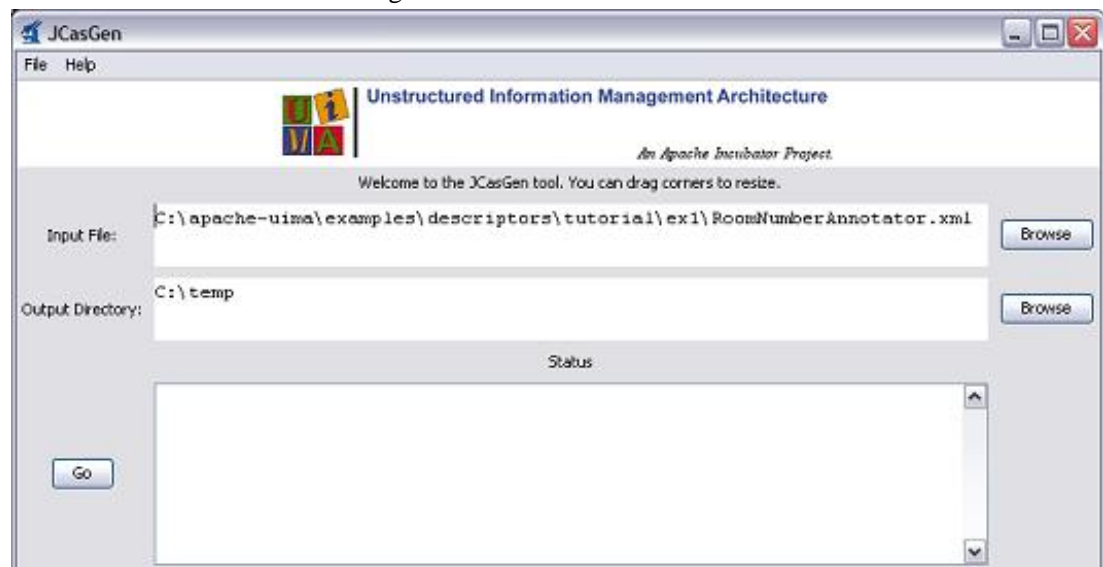 JCasGen
File Help
U i M A
Unstructured Information Management Architecture
An Apache Incubator Project.
Welcome to the JCasGen tool. You can drag corners to resize.
Input File:
C:\apache-uima\examples\descriptors\tutorial\ex1\RoomNumberAnnotator.xml
Browse
Output Directory:
C:\temp
Browse
Status
Go